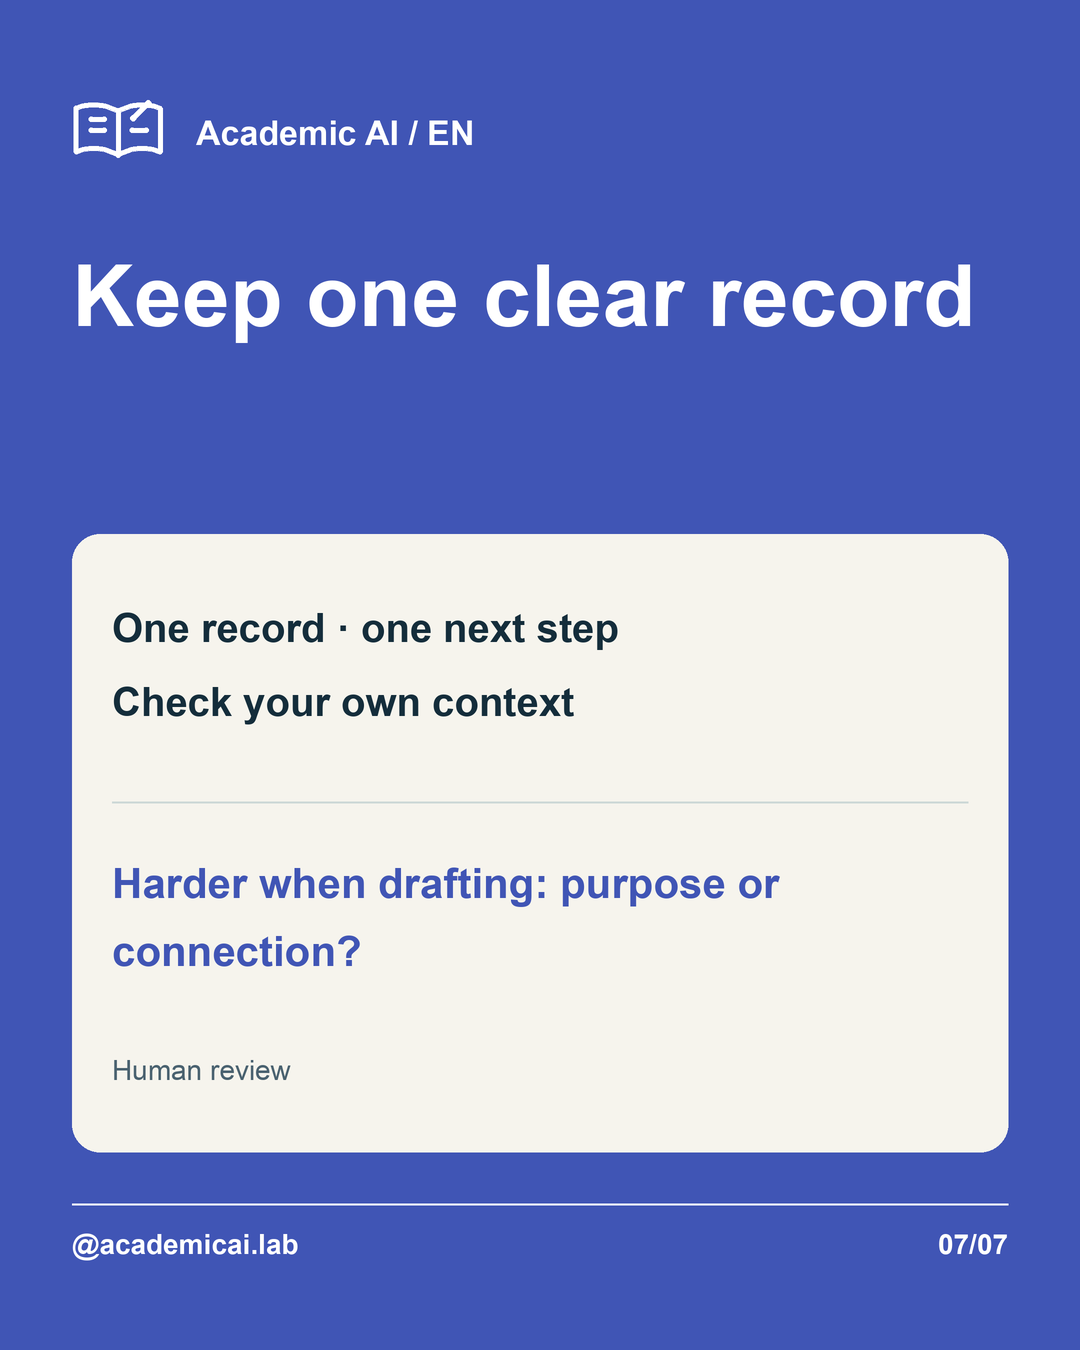 Academic AI / EN
Keep one clear record
One record · one next step
Check your own context
Harder when drafting: purpose or
connection?
Human review
@academicai.lab
07/07